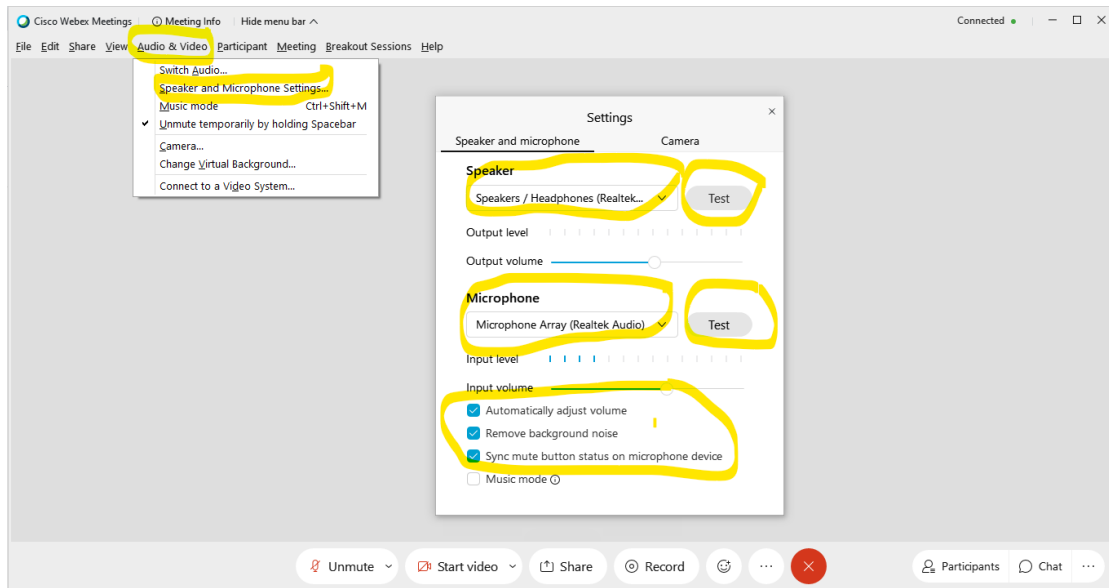 Cisco Webex Meetings Meeting Info Hide menu bar Connected
File Edit Share View Audio & Video Participant Meeting Breakout Sessions Help
Switch Audio...
Speaker and Microphone Settings...
Music mode Ctrl+Shift+M
Unmute temporarily by holding Spacebar
Camera...
Change Virtual Background...
Connect to a Video System...
Settings
Speaker and microphone Camera
Speaker
Speakers / Headphones (Realtek... Test
Output level
Output volume
Microphone
Microphone Array (Realtek Audio) Test
Input level
Input volume
Automatically adjust volume
Remove background noise
Sync mute button status on microphone device
Music mode
Unmute Start video Share Record ... Participants Chat ...